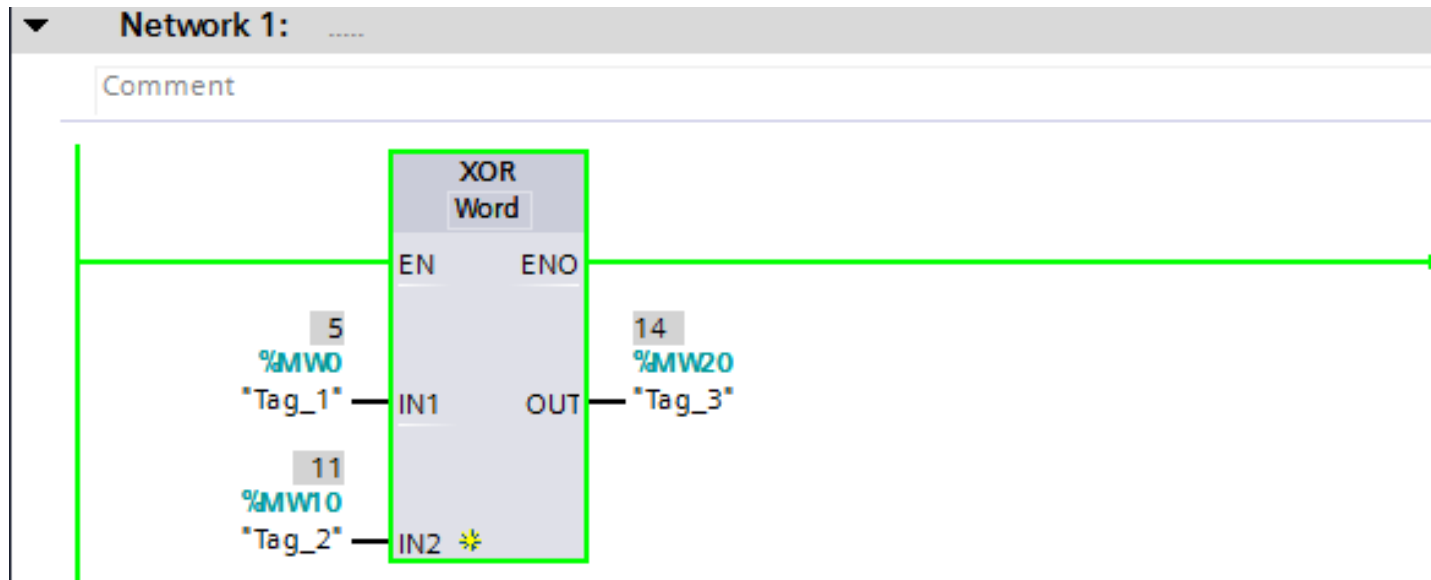 Network 1: .....
Comment
XOR
Word
EN ENO
5
%MW0
"Tag_1" IN1
14
%MW20
OUT "Tag_3"
11
%MW10
"Tag_2" IN2